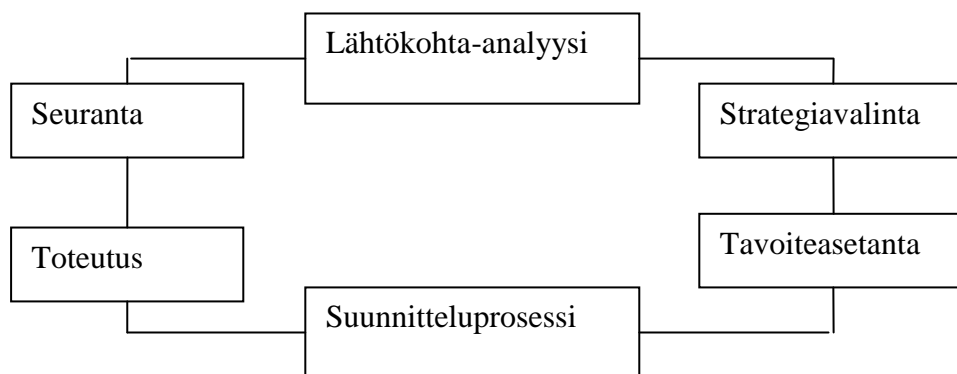 Lähtökohta-analyysi
Seuranta
Strategiavalinta
Toteutus
Tavoiteasetanta
Suunnitteluprosessi